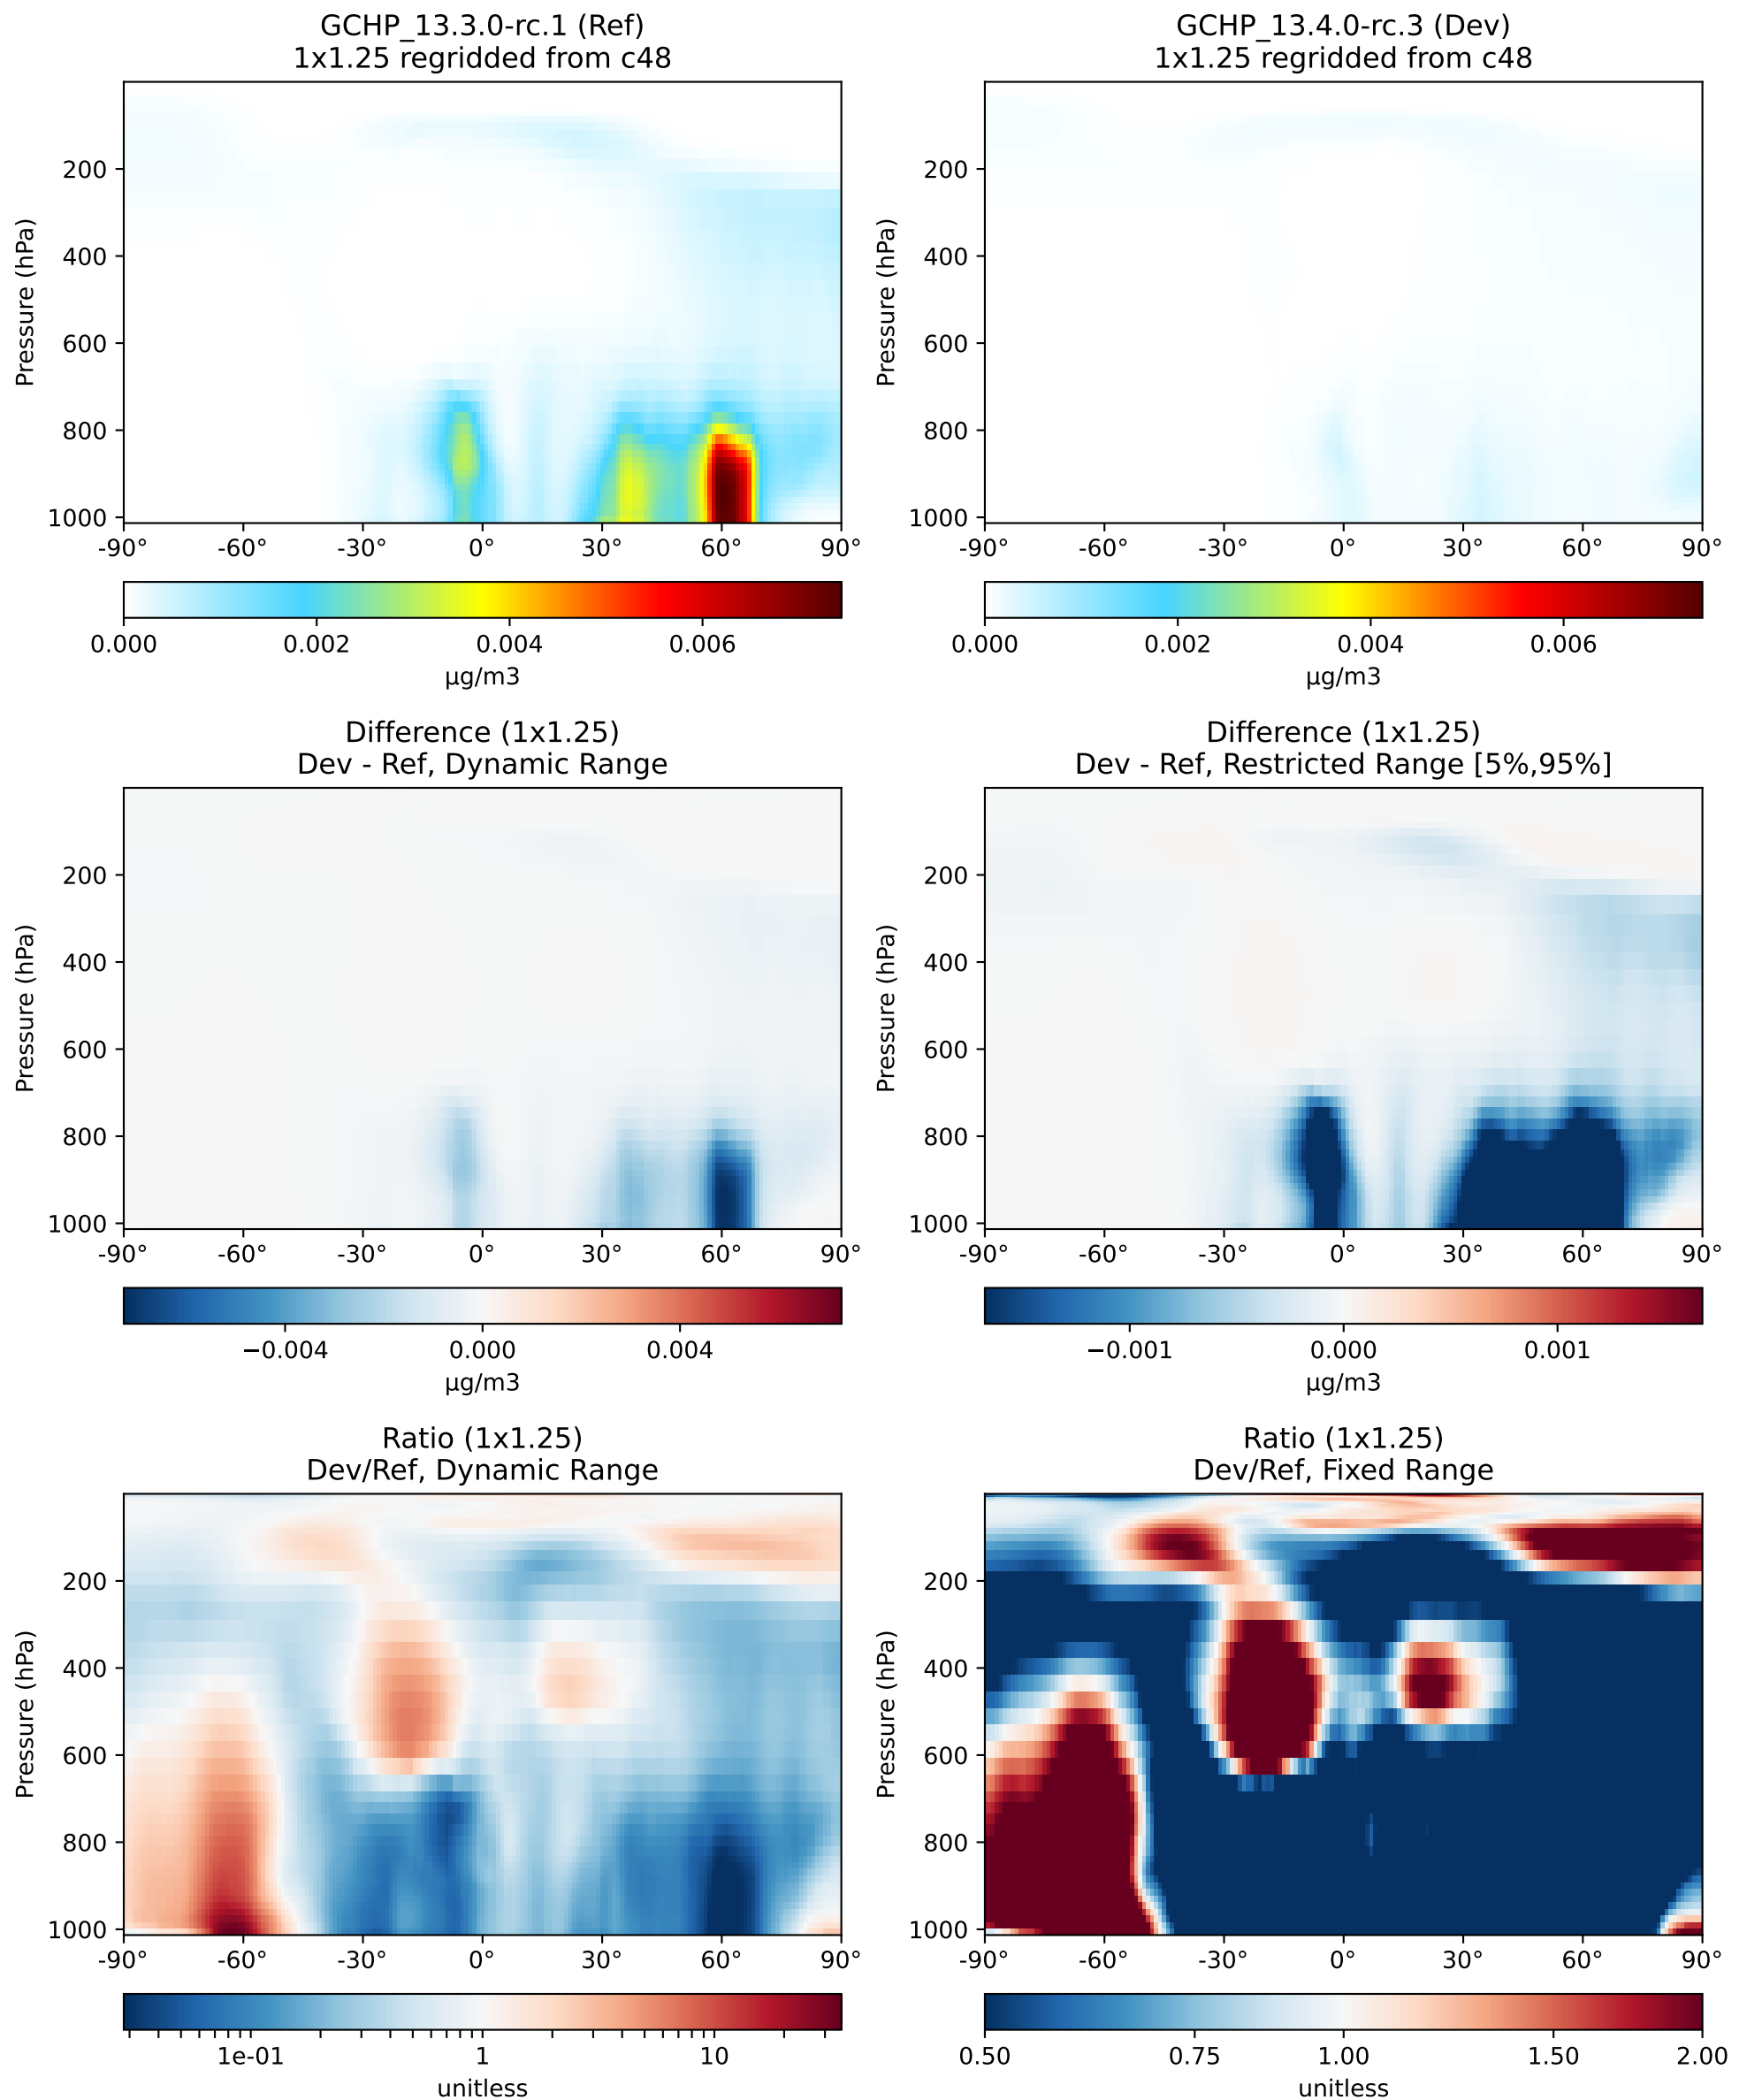 GCHP_13.3.0-rc.1 (Ref)
1x1.25 regridded from c48
Pressure (hPa)
200
400
600
800
1000
-90° -60° -30° 0° 30° 60° 90°
0.000 0.002 0.004 0.006
µg/m3
GCHP_13.4.0-rc.3 (Dev)
1x1.25 regridded from c48
Pressure (hPa)
200
400
600
800
1000
-90° -60° -30° 0° 30° 60° 90°
0.000 0.002 0.004 0.006
µg/m3
Difference (1x1.25)
Dev - Ref, Dynamic Range
Pressure (hPa)
200
400
600
800
1000
-90° -60° -30° 0° 30° 60° 90°
−0.004 0.000 0.004
µg/m3
Difference (1x1.25)
Dev - Ref, Restricted Range [5%,95%]
Pressure (hPa)
200
400
600
800
1000
-90° -60° -30° 0° 30° 60° 90°
−0.001 0.000 0.001
µg/m3
Ratio (1x1.25)
Dev/Ref, Dynamic Range
Pressure (hPa)
200
400
600
800
1000
-90° -60° -30° 0° 30° 60° 90°
1e-01 1 10
unitless
Ratio (1x1.25)
Dev/Ref, Fixed Range
Pressure (hPa)
200
400
600
800
1000
-90° -60° -30° 0° 30° 60° 90°
0.50 0.75 1.00 1.50 2.00
unitless